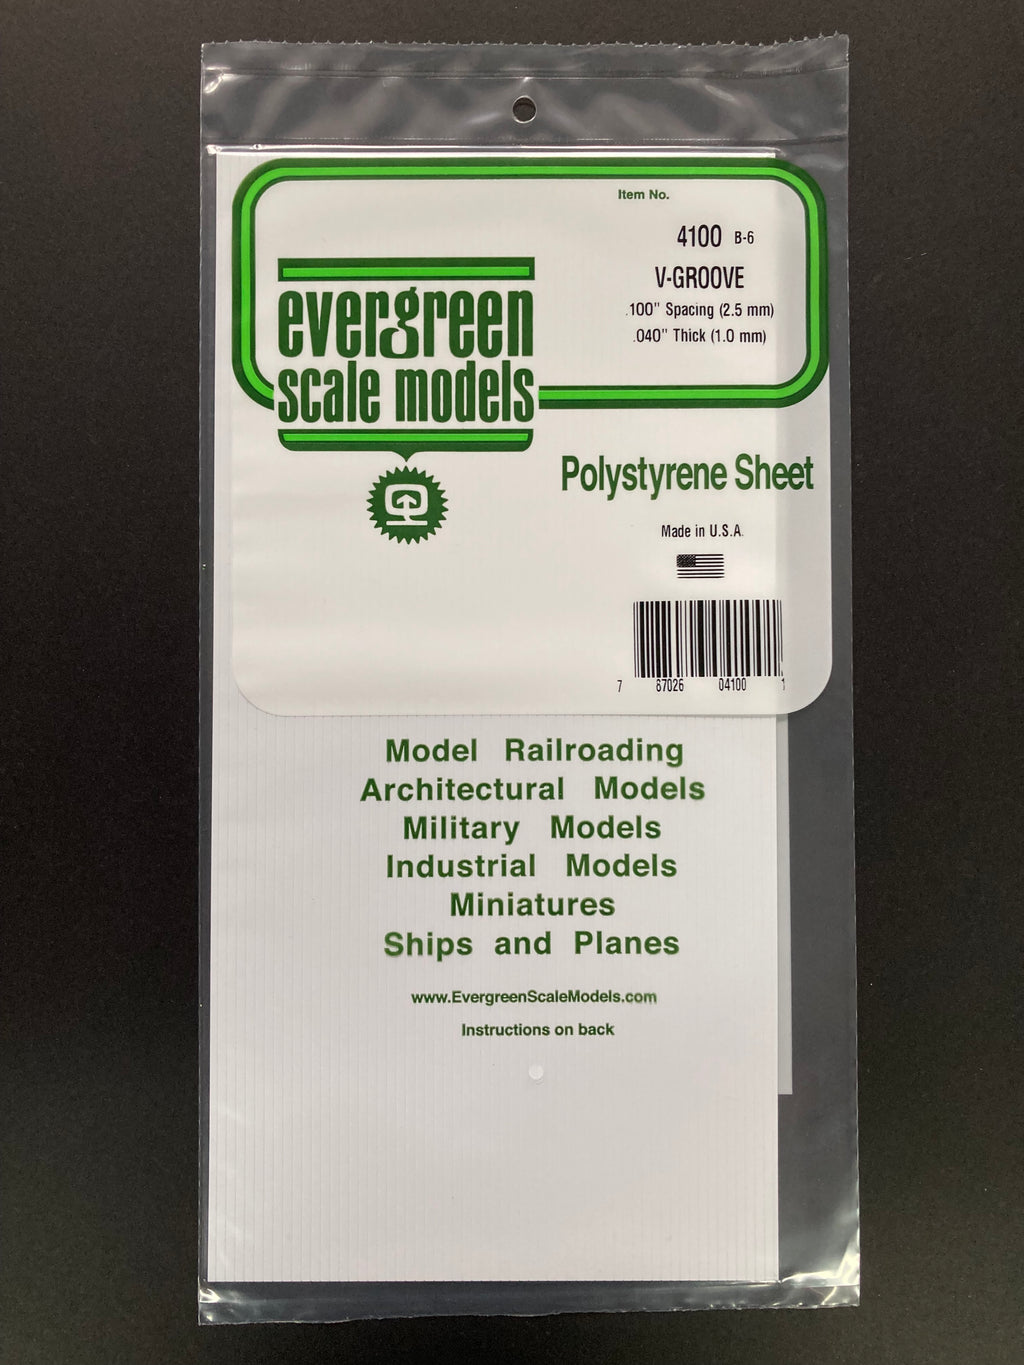 Item No.
4100 B-6
V-GROOVE
.100" Spacing (2.5 mm)
.040" Thick (1.0 mm)
evergreen
scale models
Polystyrene Sheet
Made in U.S.A.
7 87026 04100 1
Model Railroading
Architectural Models
Military Models
Industrial Models
Miniatures
Ships and Planes
www.EvergreenScaleModels.com
Instructions on back